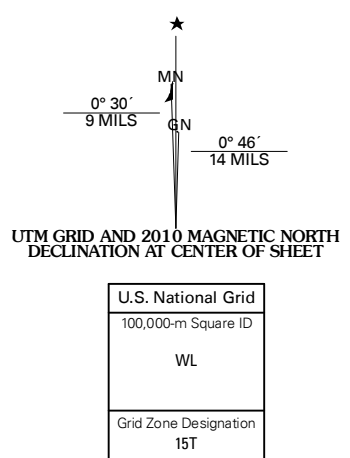 ★
MN
0° 30´
9 MILS
GN
0° 46´
14 MILS
UTM GRID AND 2010 MAGNETIC NORTH
DECLINATION AT CENTER OF SHEET
U.S. National Grid
100,000-m Square ID
WL
Grid Zone Designation
15T